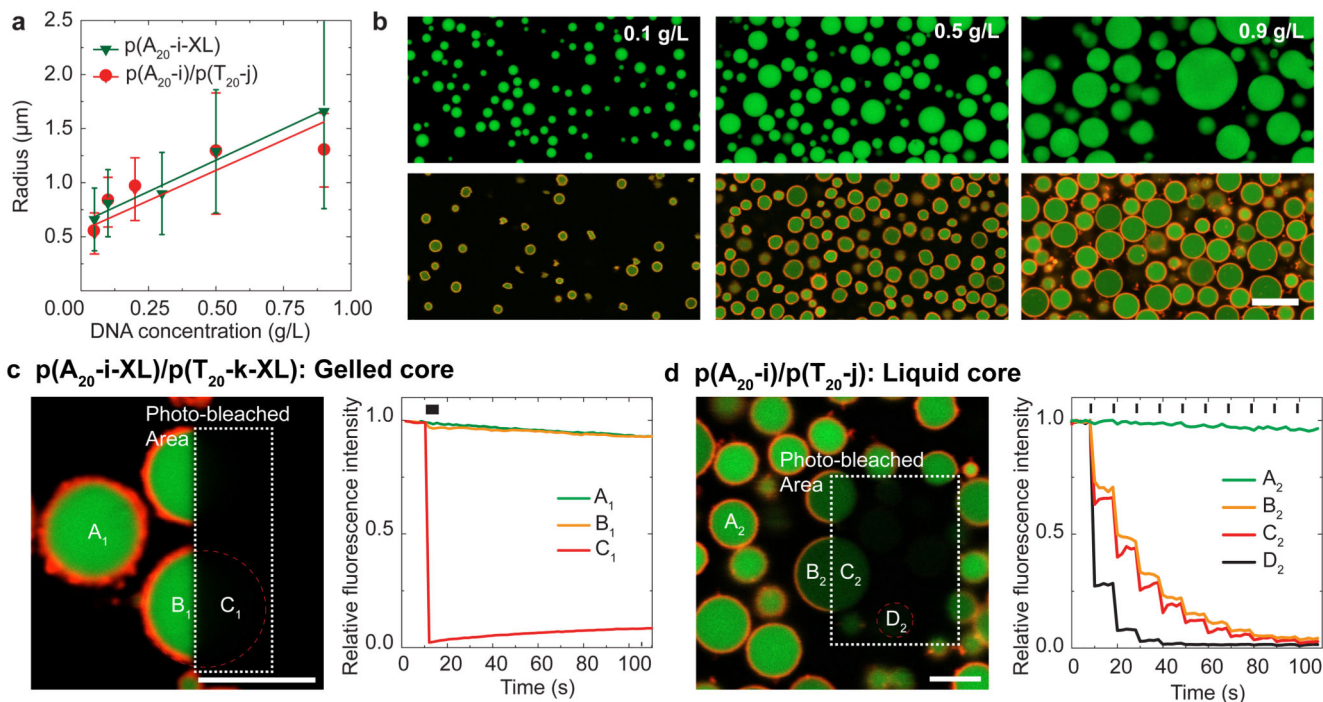 a
2.5
2.0
1.5
1.0
0.5
Radius (µm)
p(A₂₀-i-XL)
p(A₂₀-i)/p(T₂₀-j)
0.00 0.25 0.50 0.75 1.00
DNA concentration (g/L)
b
0.1 g/L
0.5 g/L
0.9 g/L
c p(A₂₀-i-XL)/p(T₂₀-k-XL): Gelled core
Photo-bleached
Area
A₁
B₁
C₁
Relative fluorescence intensity
1.0
0.5
0.0
A₁
B₁
C₁
0 20 40 60 80 100
Time (s)
d p(A₂₀-i)/p(T₂₀-j): Liquid core
Photo-bleached
Area
A₂
B₂
C₂
D₂
Relative fluorescence intensity
1.0
0.5
0.0
A₂
B₂
C₂
D₂
0 20 40 60 80 100
Time (s)